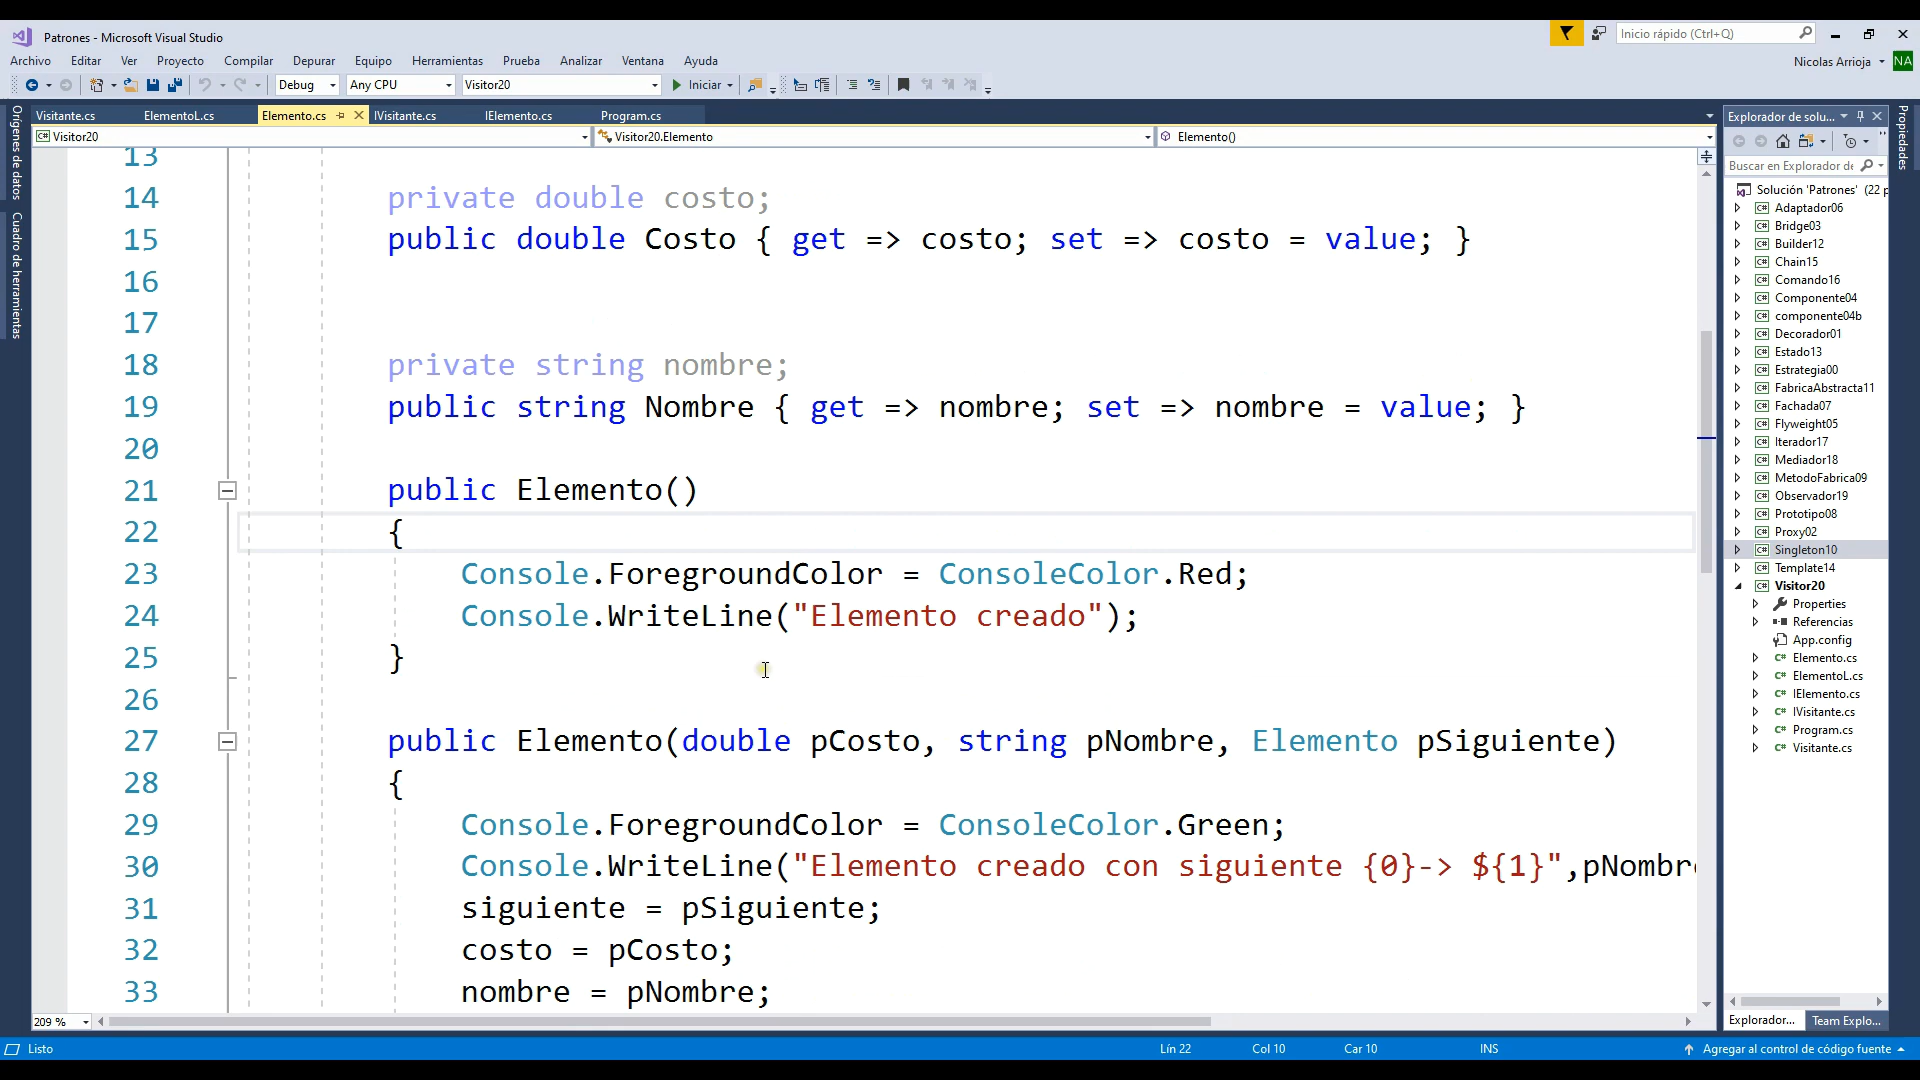 Patrones - Microsoft Visual Studio
Inicio rápido (Ctrl+Q)
Archivo Editar Ver Proyecto Compilar Depurar Equipo Herramientas Prueba Analizar Ventana Ayuda
Nicolas Arrioja NA
Debug Any CPU Visitor20 Iniciar
Visitante.cs ElementoL.cs Elemento.cs IVisitante.cs IElemento.cs Program.cs
Visitor20 Visitor20.Elemento Elemento()
Orígenes de datos
Cuadro de herramientas
13
14 private double costo;
15 public double Costo { get => costo; set => costo = value; }
16
17
18 private string nombre;
19 public string Nombre { get => nombre; set => nombre = value; }
20
21 public Elemento()
22 {
23 Console.ForegroundColor = ConsoleColor.Red;
24 Console.WriteLine("Elemento creado");
25 }
26
27 public Elemento(double pCosto, string pNombre, Elemento pSiguiente)
28 {
29 Console.ForegroundColor = ConsoleColor.Green;
30 Console.WriteLine("Elemento creado con siguiente {0}-> ${1}",pNombre
31 siguiente = pSiguiente;
32 costo = pCosto;
33 nombre = pNombre;
209 %
Explorador de solu...
Buscar en Explorador de
Solución 'Patrones' (22 p
Adaptador06
Bridge03
Builder12
Chain15
Comando16
Componente04
componente04b
Decorador01
Estado13
Estrategia00
FabricaAbstracta11
Fachada07
Flyweight05
Iterador17
Mediador18
MetodoFabrica09
Observador19
Prototipo08
Proxy02
Singleton10
Template14
Visitor20
Properties
Referencias
App.config
Elemento.cs
ElementoL.cs
IElemento.cs
IVisitante.cs
Program.cs
Visitante.cs
Explorador... Team Explo...
Propiedades
Listo Lín 22 Col 10 Car 10 INS Agregar al control de código fuente